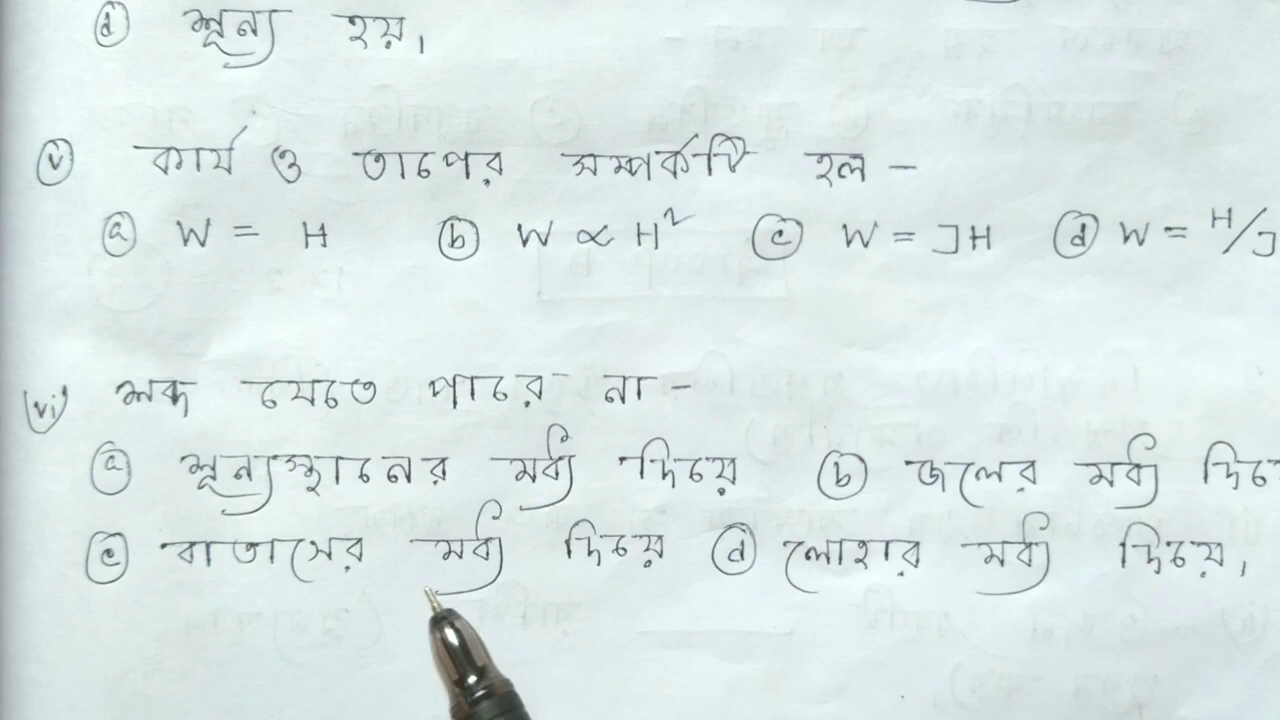 ⓓ শূন্য হয়।
ⓥ কার্য ও তাপের সম্পর্কটি হল -
ⓐ W = H ⓑ W ∝ H² ⓒ W = JH ⓓ W = H/J
(vi) শব্দ যেতে পারে না -
ⓐ শূন্যস্থানের মধ্য দিয়ে ⓑ জলের মধ্য দিয়ে
ⓒ বাতাসের মধ্য দিয়ে ⓓ লোহার মধ্য দিয়ে।